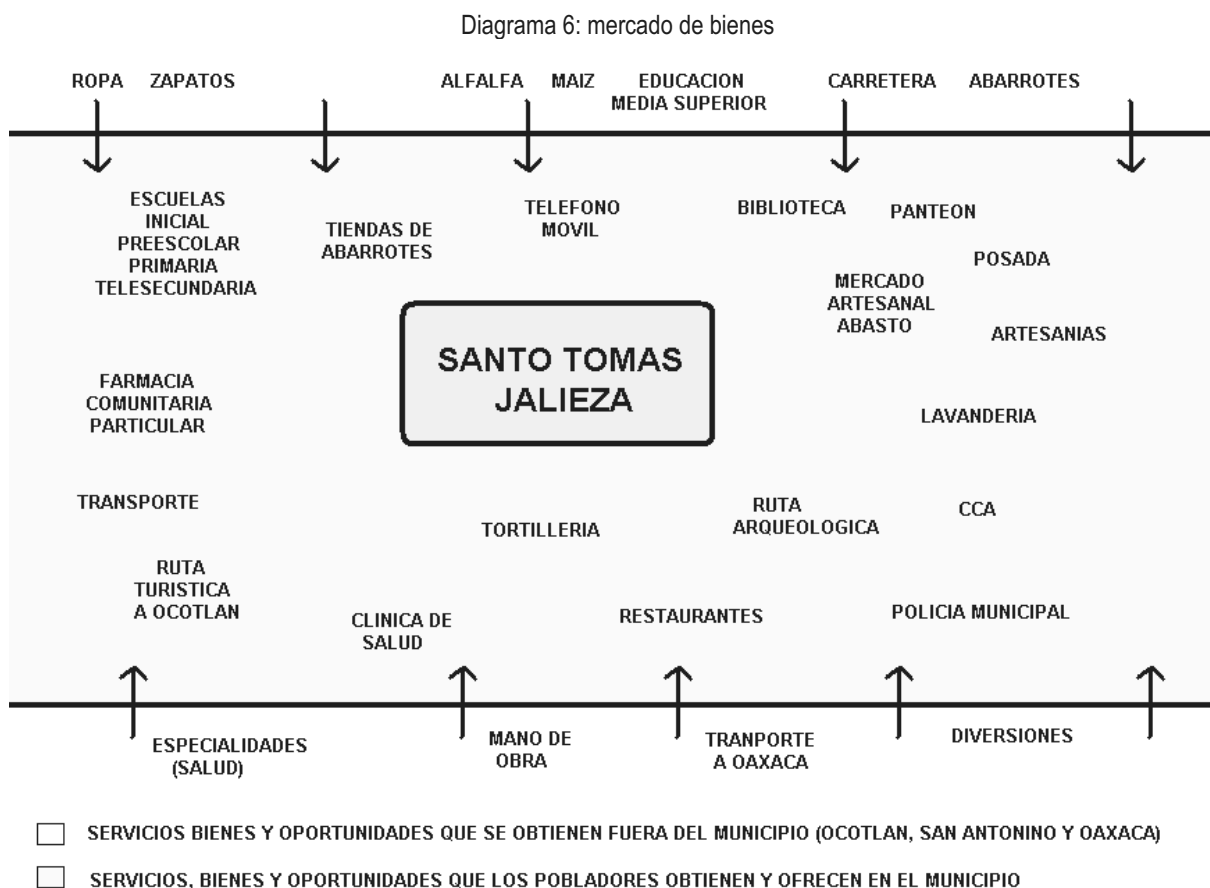 Diagrama 6: mercado de bienes
ROPA ZAPATOS
ALFALFA MAIZ EDUCACION
MEDIA SUPERIOR
CARRETERA ABARROTES
ESCUELAS
INICIAL
PREESCOLAR
PRIMARIA
TELESECUNDARIA
TIENDAS DE
ABARROTES
TELEFONO
MOVIL
BIBLIOTECA
PANTEON
POSADA
MERCADO
ARTESANAL
ABASTO
ARTESANIAS
SANTO TOMAS
JALIEZA
FARMACIA
COMUNITARIA
PARTICULAR
LAVANDERIA
TRANSPORTE
TORTILLERIA
RUTA
ARQUEOLOGICA
CCA
RUTA
TURISTICA
A OCOTLAN
CLINICA DE
SALUD
RESTAURANTES
POLICIA MUNICIPAL
ESPECIALIDADES
(SALUD)
MANO DE
OBRA
TRANPORTE
A OAXACA
DIVERSIONES
SERVICIOS BIENES Y OPORTUNIDADES QUE SE OBTIENEN FUERA DEL MUNICIPIO (OCOTLAN, SAN ANTONINO Y OAXACA)
SERVICIOS, BIENES Y OPORTUNIDADES QUE LOS POBLADORES OBTIENEN Y OFRECEN EN EL MUNICIPIO